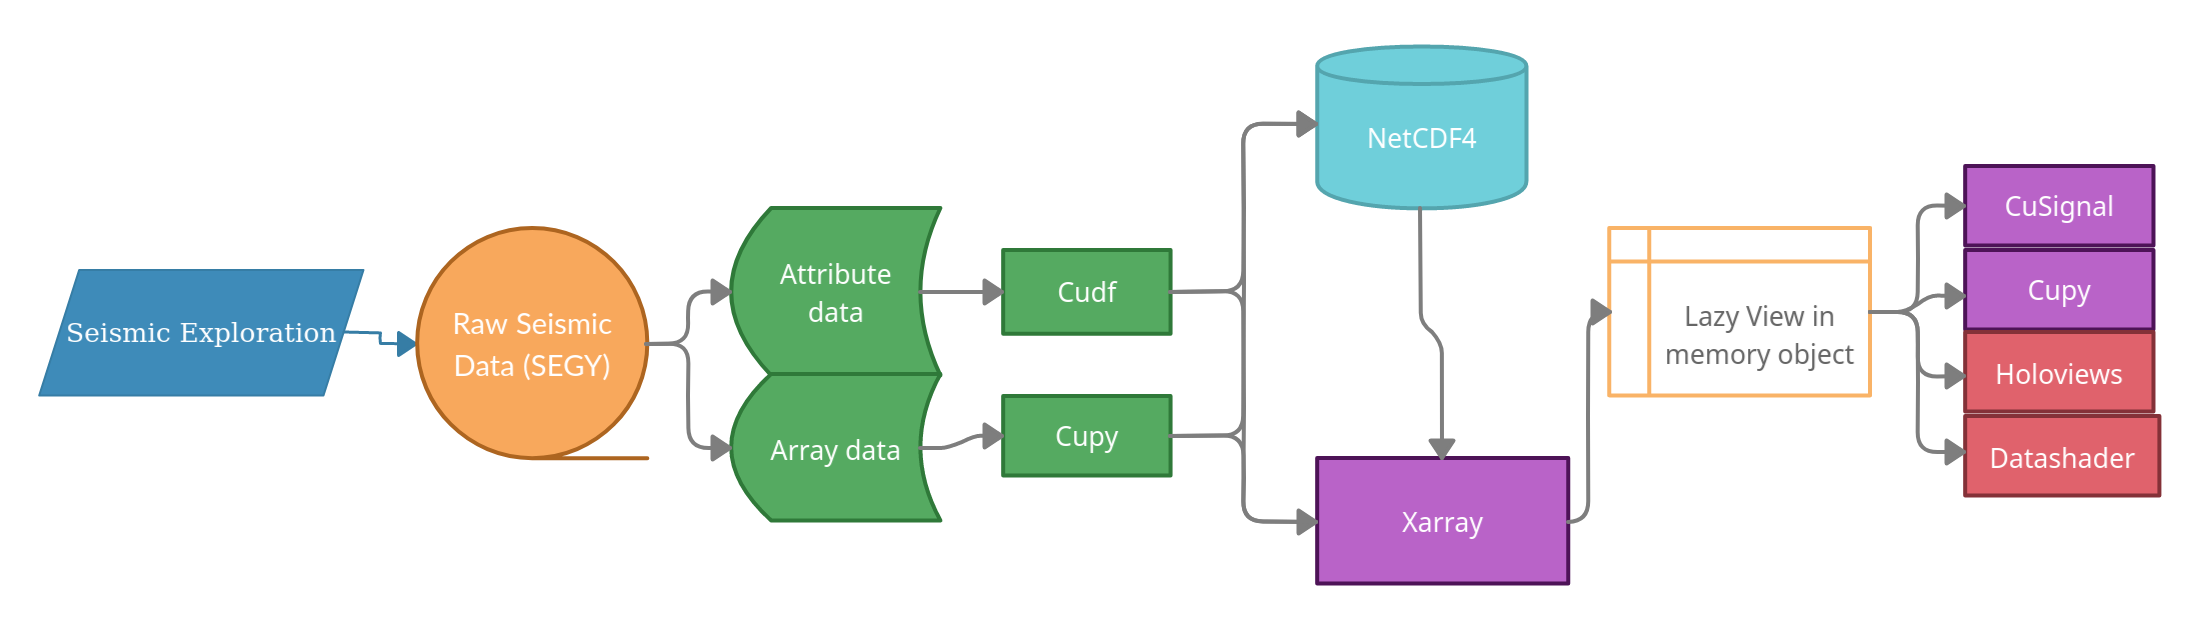 Seismic Exploration
Raw Seismic
Data (SEGY)
Attribute
data
Array data
Cudf
Cupy
NetCDF4
Xarray
Lazy View in
memory object
CuSignal
Cupy
Holoviews
Datashader